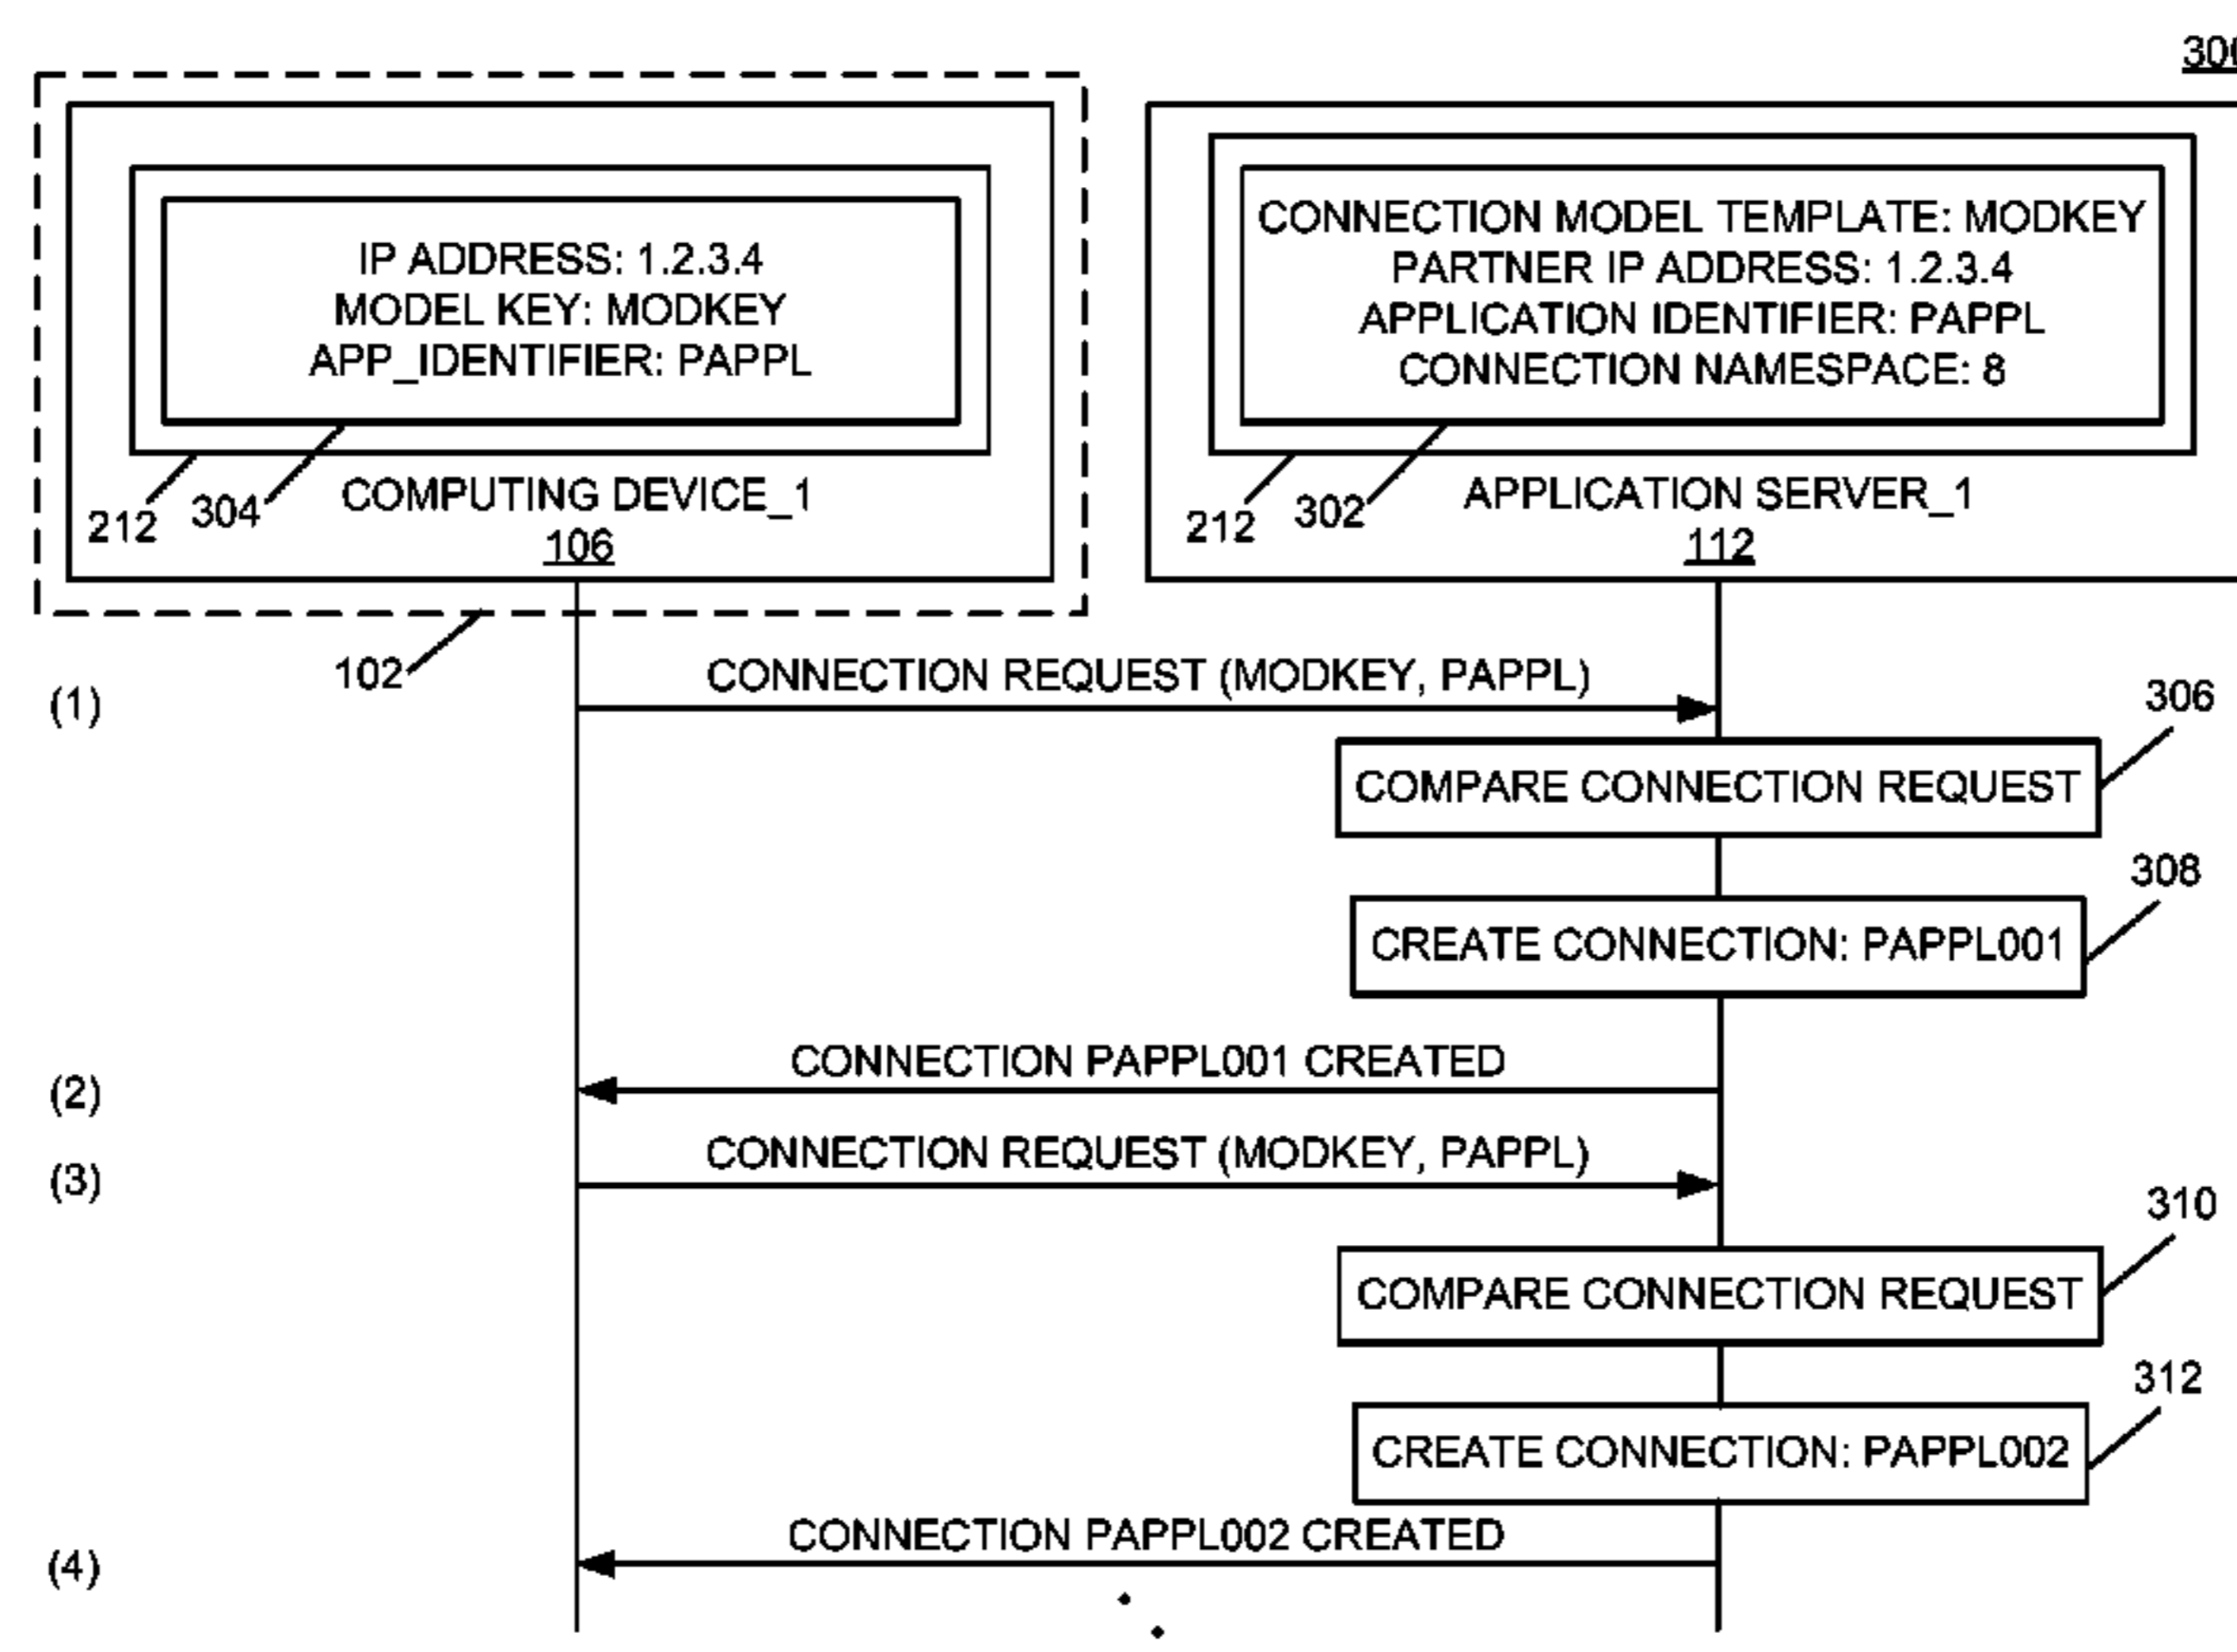 300
IP ADDRESS: 1.2.3.4
MODEL KEY: MODKEY
APP_IDENTIFIER: PAPPL
212
304
COMPUTING DEVICE_1
106
CONNECTION MODEL TEMPLATE: MODKEY
PARTNER IP ADDRESS: 1.2.3.4
APPLICATION IDENTIFIER: PAPPL
CONNECTION NAMESPACE: 8
212
302
APPLICATION SERVER_1
112
102
(1)
CONNECTION REQUEST (MODKEY, PAPPL)
306
COMPARE CONNECTION REQUEST
308
CREATE CONNECTION: PAPPL001
(2)
CONNECTION PAPPL001 CREATED
(3)
CONNECTION REQUEST (MODKEY, PAPPL)
310
COMPARE CONNECTION REQUEST
312
CREATE CONNECTION: PAPPL002
(4)
CONNECTION PAPPL002 CREATED